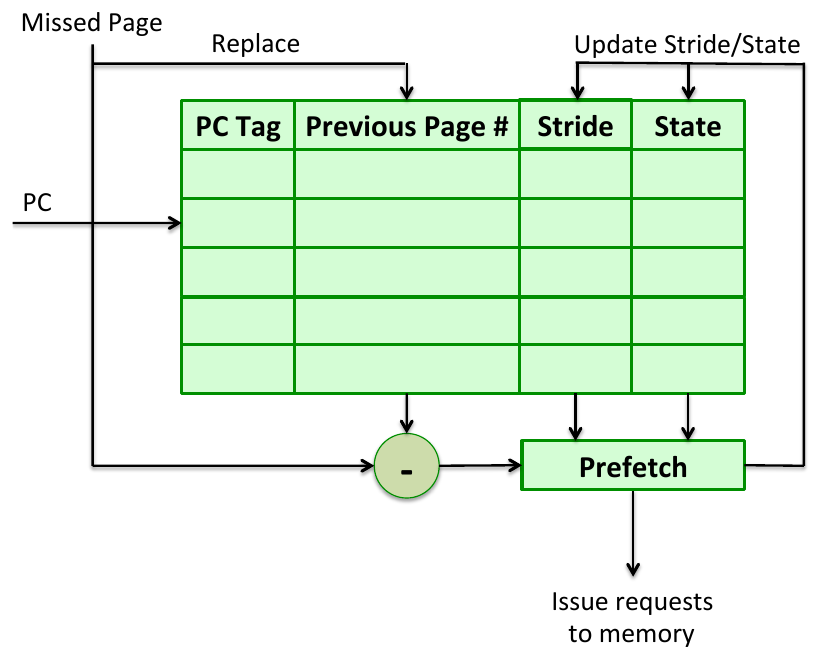 Missed Page
Replace
Update Stride/State
PC Tag
Previous Page #
Stride
State
PC
-
Prefetch
Issue requests
to memory